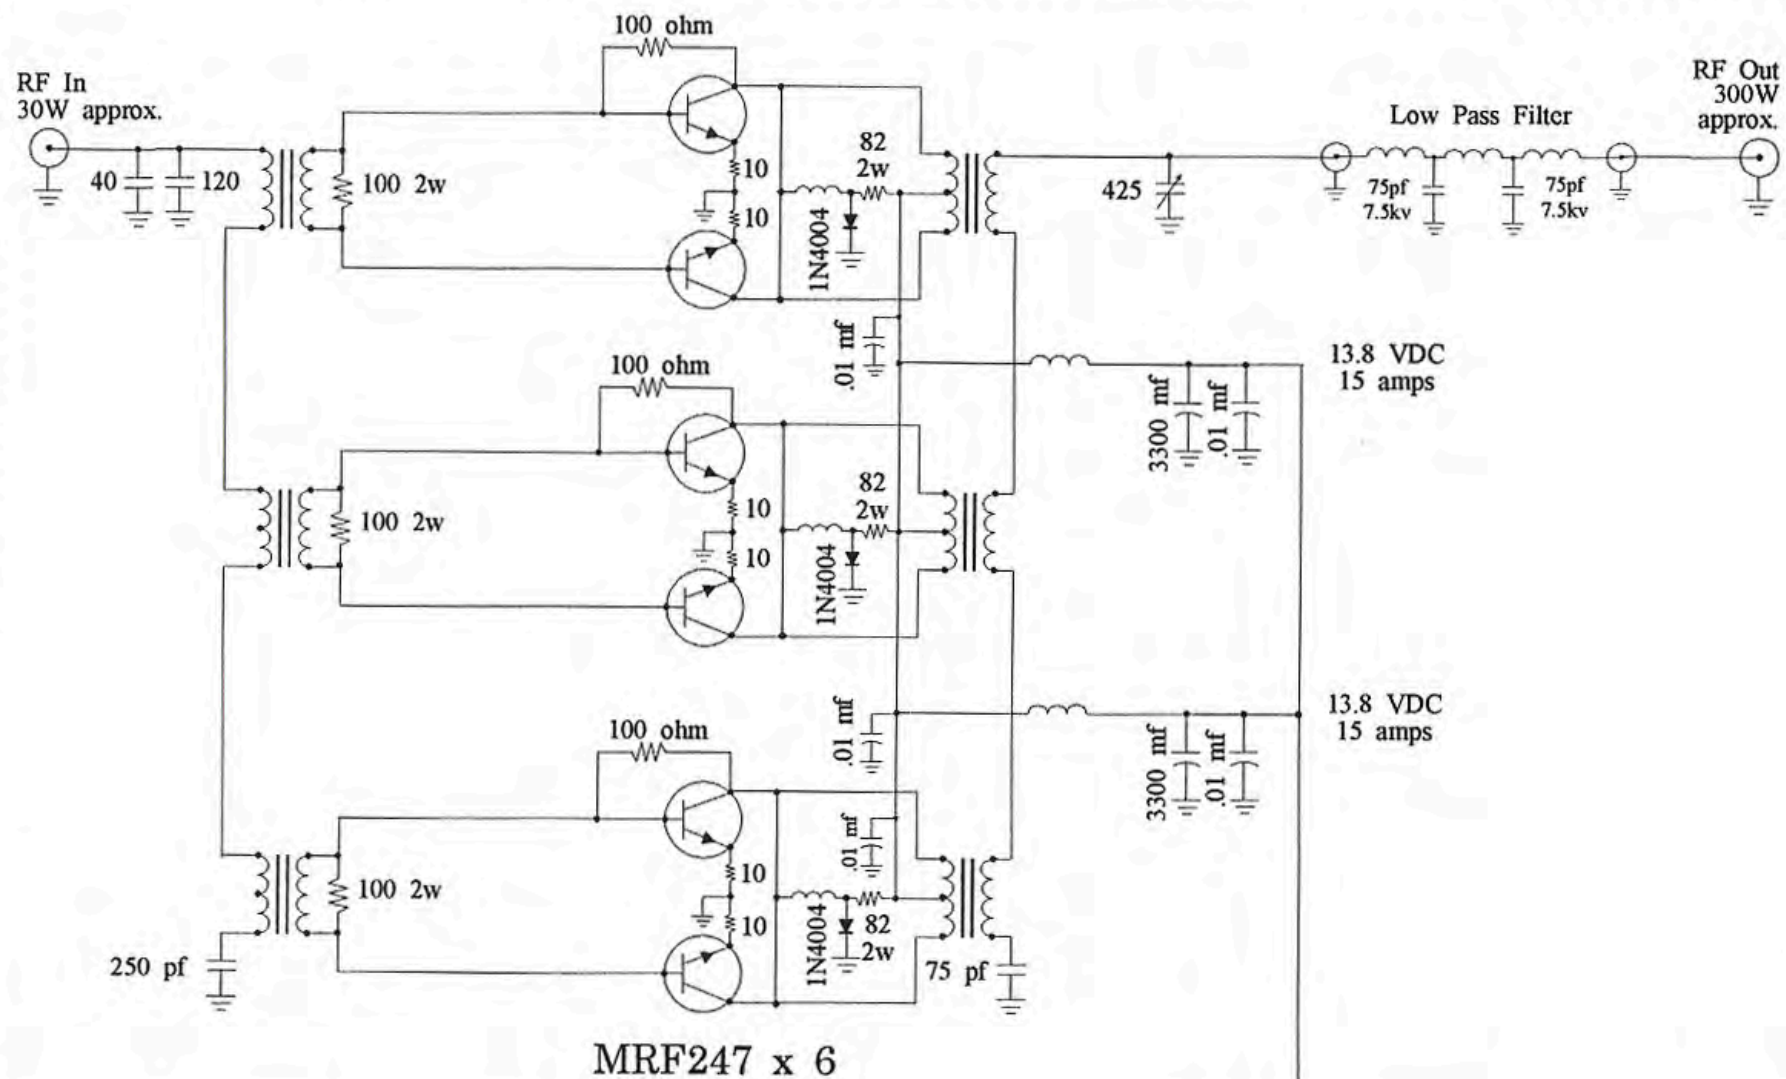 100 ohm
RF In
30W approx.
40
120
100 2w
10
10
82
2w
1N4004
425
Low Pass Filter
75pf
7.5kv
75pf
7.5kv
RF Out
300W
approx.
.01 mf
13.8 VDC
15 amps
3300 mf
.01 mf
100 ohm
100 2w
10
10
82
2w
1N4004
.01 mf
13.8 VDC
15 amps
3300 mf
.01 mf
100 ohm
100 2w
10
10
.01 mf
1N4004
82
2w
250 pf
75 pf
MRF247 x 6